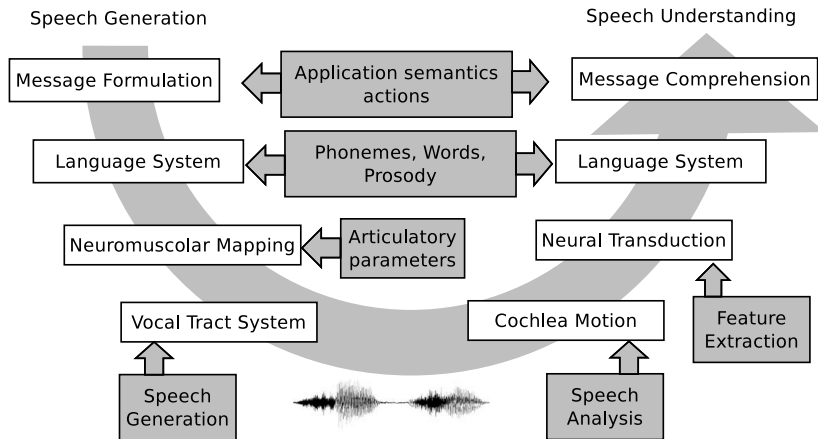 Speech Generation
Speech Understanding
Message Formulation
Application semantics
actions
Message Comprehension
Language System
Phonemes, Words,
Prosody
Language System
Neuromuscolar Mapping
Articulatory
parameters
Neural Transduction
Vocal Tract System
Cochlea Motion
Feature
Extraction
Speech
Generation
Speech
Analysis